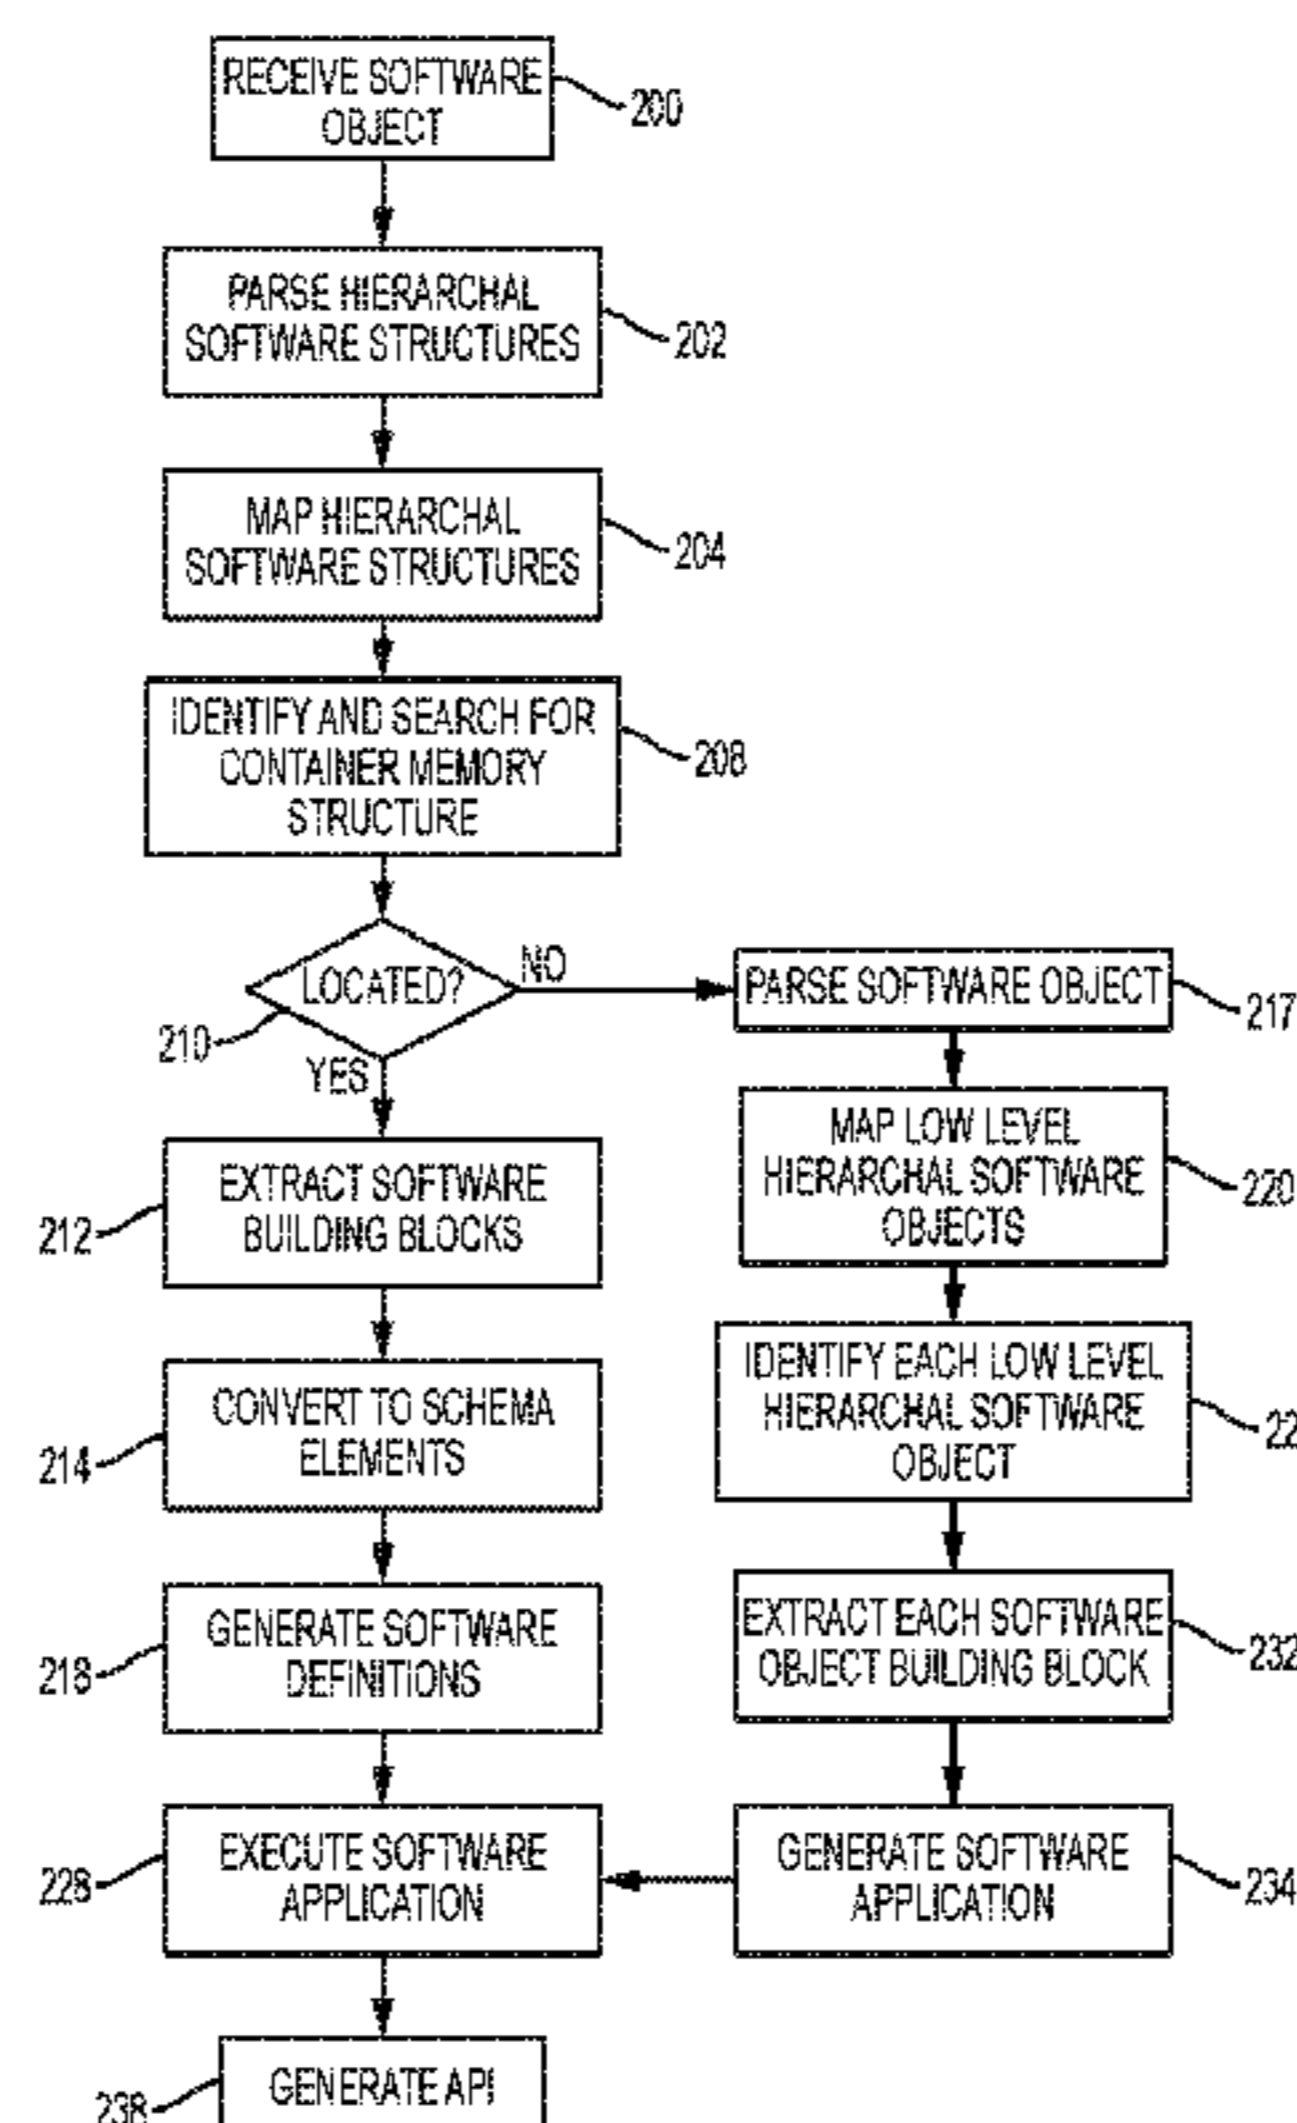 RECEIVE SOFTWARE
OBJECT
200
PARSE HIERARCHAL
SOFTWARE STRUCTURES
202
MAP HIERARCHAL
SOFTWARE STRUCTURES
204
IDENTIFY AND SEARCH FOR
CONTAINER MEMORY
STRUCTURE
208
LOCATED?
210
NO
YES
PARSE SOFTWARE OBJECT
217
MAP LOW LEVEL
HIERARCHAL SOFTWARE
OBJECTS
220
EXTRACT SOFTWARE
BUILDING BLOCKS
212
IDENTIFY EACH LOW LEVEL
HIERARCHAL SOFTWARE
OBJECT
CONVERT TO SCHEMA
ELEMENTS
214
EXTRACT EACH SOFTWARE
OBJECT BUILDING BLOCK
232
GENERATE SOFTWARE
DEFINITIONS
EXECUTE SOFTWARE
APPLICATION
228
GENERATE SOFTWARE
APPLICATION
234
GENERATE API
238